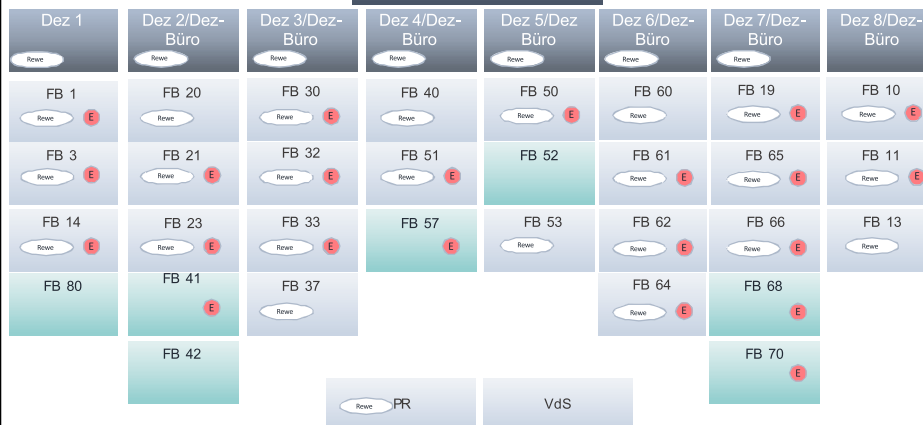 Dez 1
Rewe
Dez 2/Dez-
Büro
Rewe
Dez 3/Dez-
Büro
Rewe
Dez 4/Dez-
Büro
Rewe
Dez 5/Dez
Büro
Rewe
Dez 6/Dez-
Büro
Rewe
Dez 7/Dez-
Büro
Rewe
Dez 8/Dez-
Büro
FB 1
Rewe E
FB 20
Rewe
FB 30
Rewe E
FB 40
Rewe
FB 50
Rewe E
FB 60
Rewe
FB 19
Rewe E
FB 10
Rewe E
FB 3
Rewe E
FB 21
Rewe E
FB 32
Rewe E
FB 51
Rewe E
FB 52
FB 61
Rewe E
FB 65
Rewe E
FB 11
Rewe E
FB 14
Rewe E
FB 23
Rewe E
FB 33
Rewe E
FB 57
E
FB 53
Rewe
FB 62
Rewe E
FB 66
Rewe E
FB 13
Rewe
FB 80
FB 41
E
FB 37
Rewe
FB 64
Rewe E
FB 68
E
FB 42
FB 70
E
Rewe PR
VdS